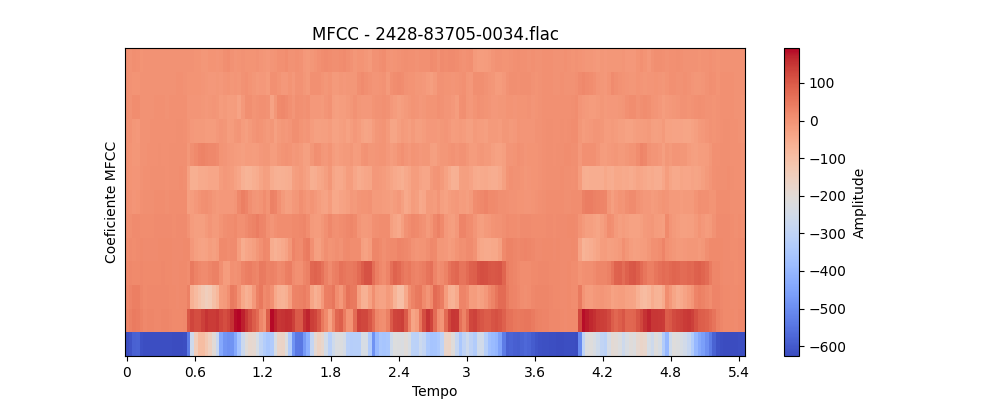 MFCC - 2428-83705-0034.flac
Coeficiente MFCC
0 0.6 1.2 1.8 2.4 3 3.6 4.2 4.8 5.4
Tempo
100
0
−100
−200
−300
−400
−500
−600
Amplitude